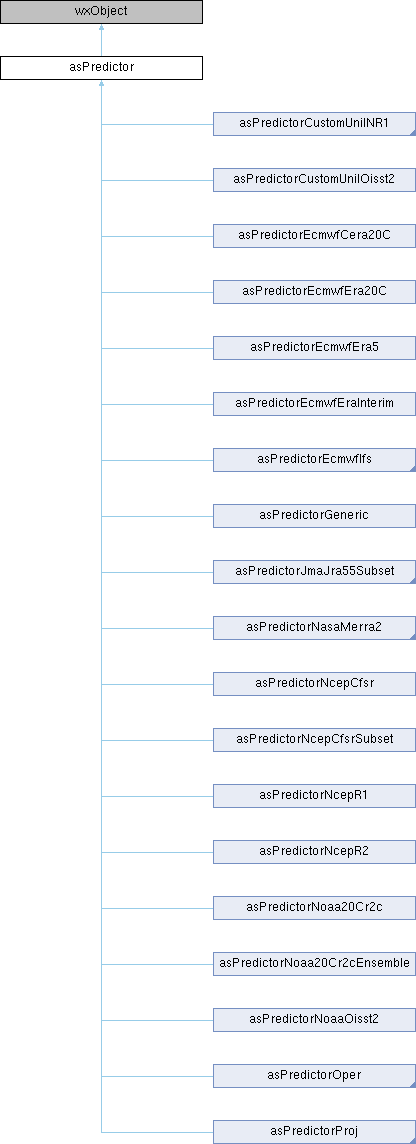 wxObject
asPredictor
asPredictorCustomUnilNR1
asPredictorCustomUnilOisst2
asPredictorEcmwfCera20C
asPredictorEcmwfEra20C
asPredictorEcmwfEra5
asPredictorEcmwfEraInterim
asPredictorEcmwfIfs
asPredictorGeneric
asPredictorJmaJra55Subset
asPredictorNasaMerra2
asPredictorNcepCfsr
asPredictorNcepCfsrSubset
asPredictorNcepR1
asPredictorNcepR2
asPredictorNoaa20Cr2c
asPredictorNoaa20Cr2cEnsemble
asPredictorNoaaOisst2
asPredictorOper
asPredictorProj